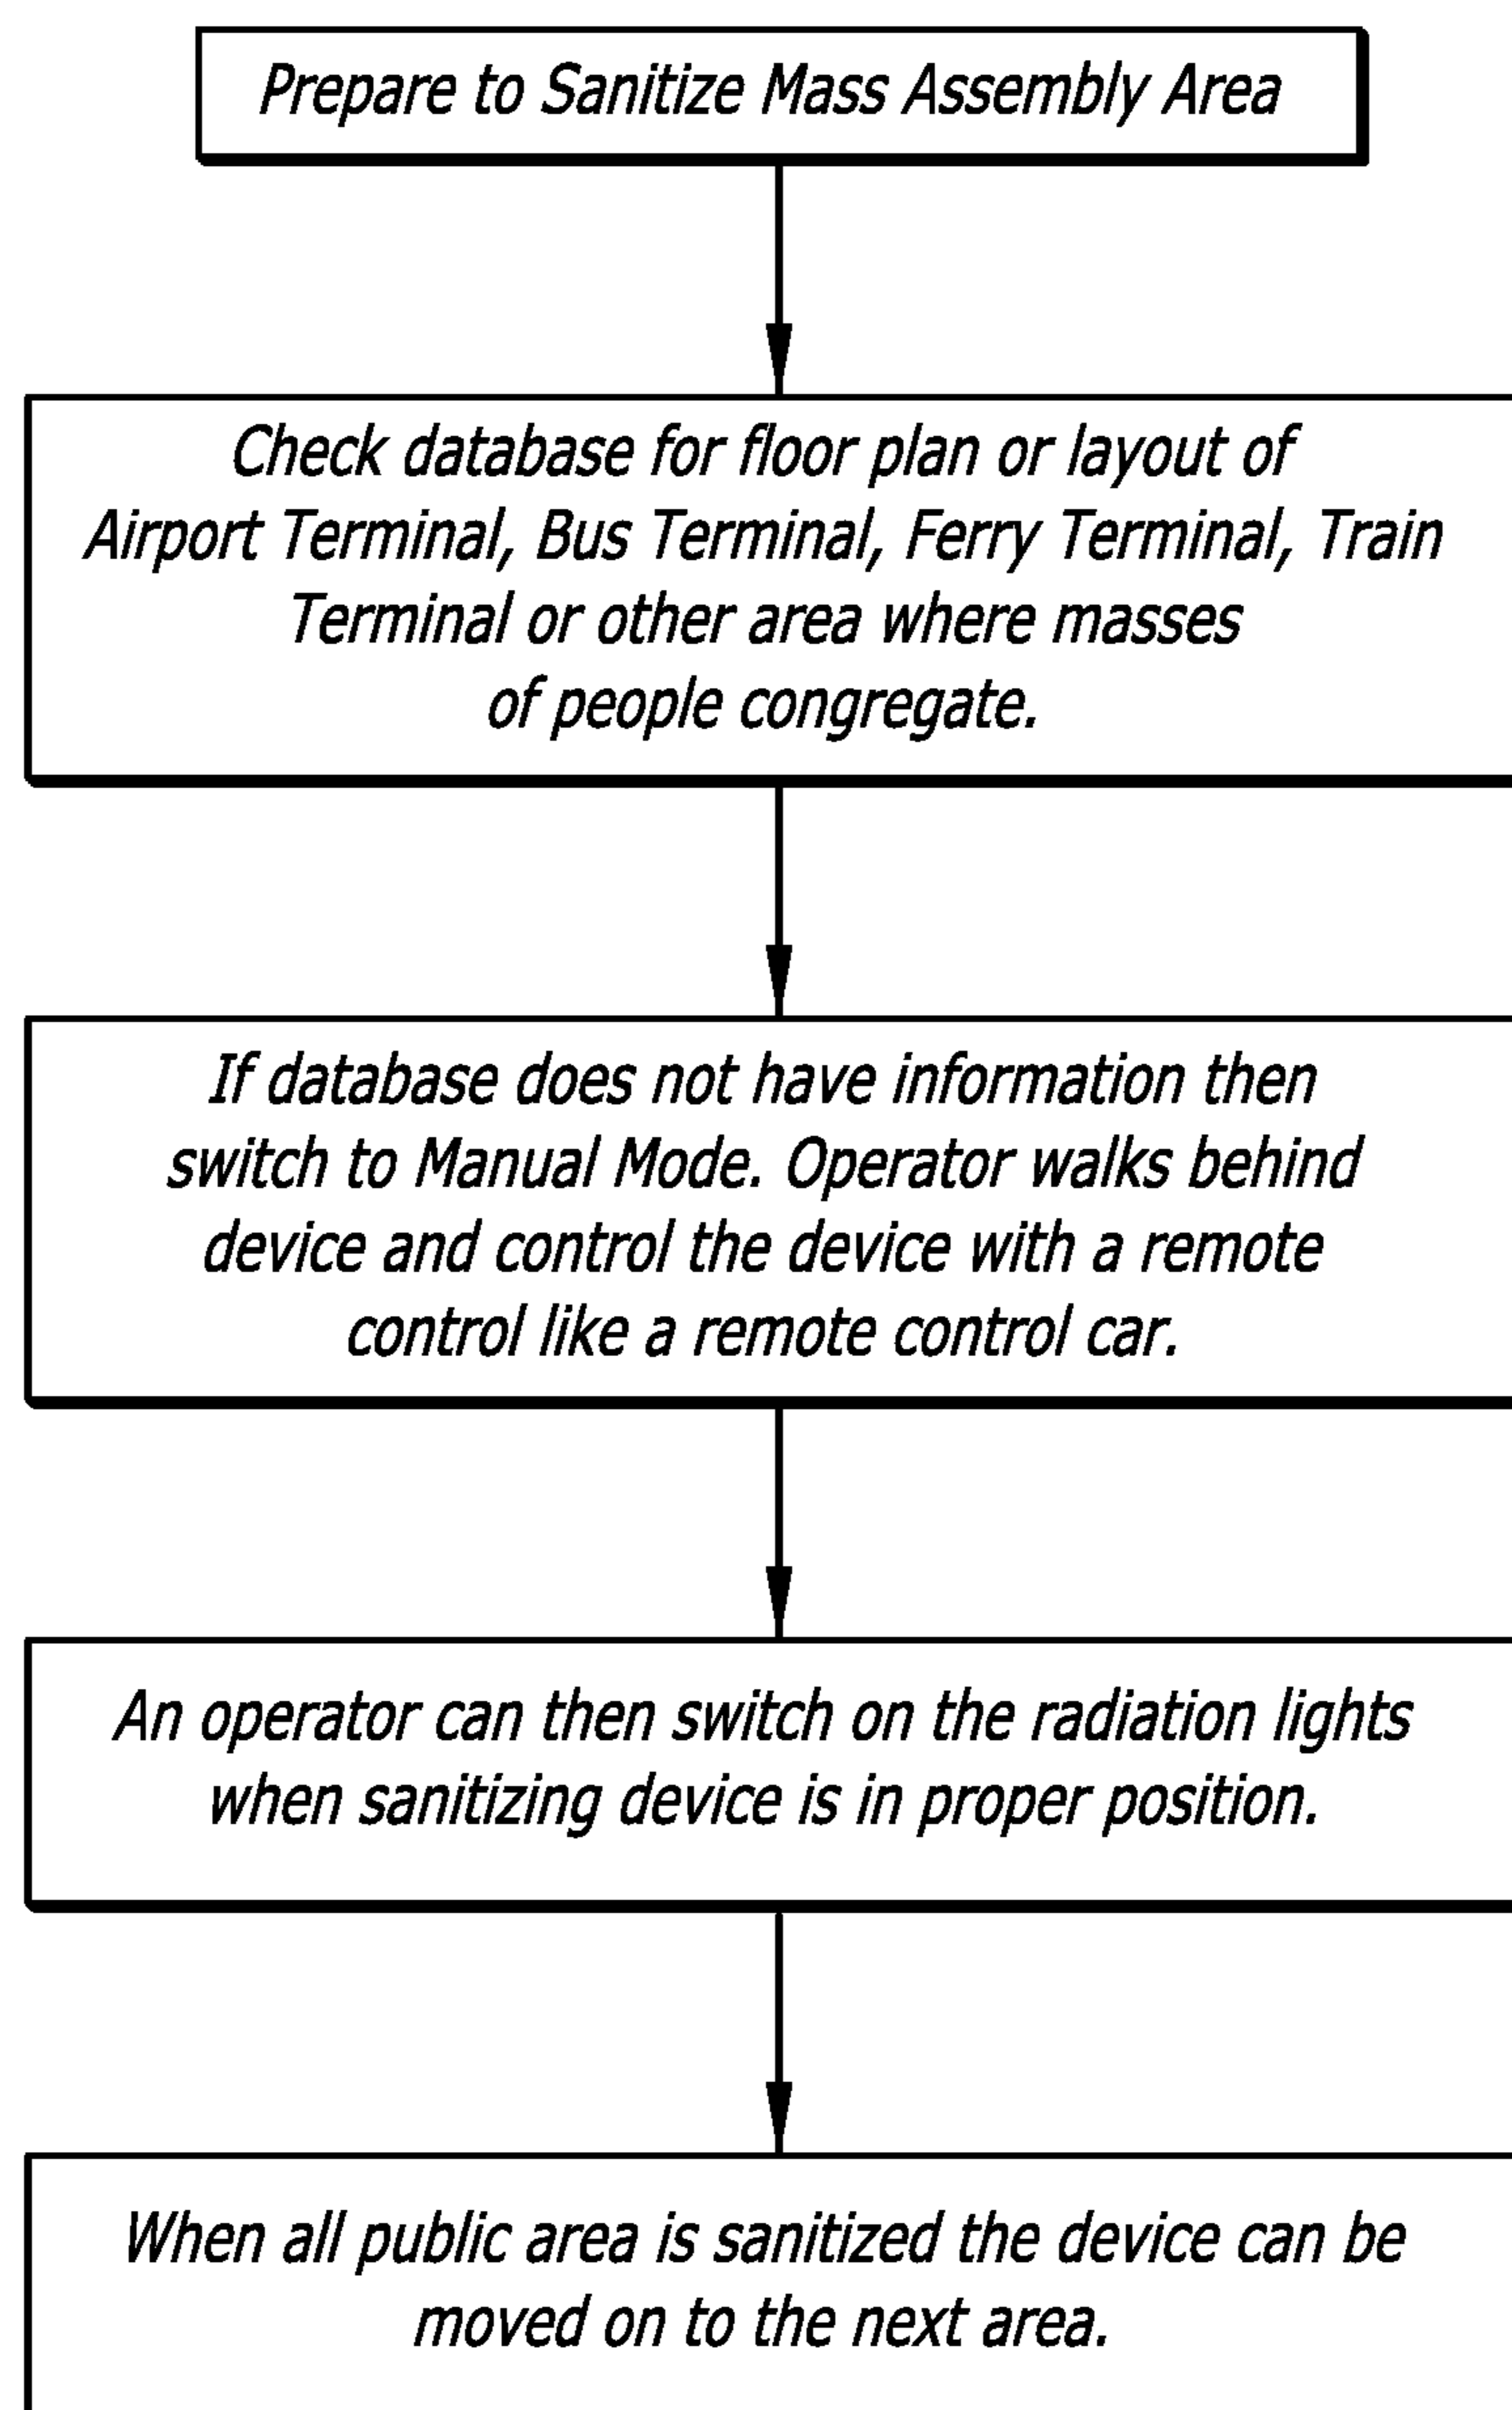 Prepare to Sanitize Mass Assembly Area
Check database for floor plan or layout of
Airport Terminal, Bus Terminal, Ferry Terminal, Train
Terminal or other area where masses
of people congregate.
If database does not have information then
switch to Manual Mode. Operator walks behind
device and control the device with a remote
control like a remote control car.
An operator can then switch on the radiation lights
when sanitizing device is in proper position.
When all public area is sanitized the device can be
moved on to the next area.